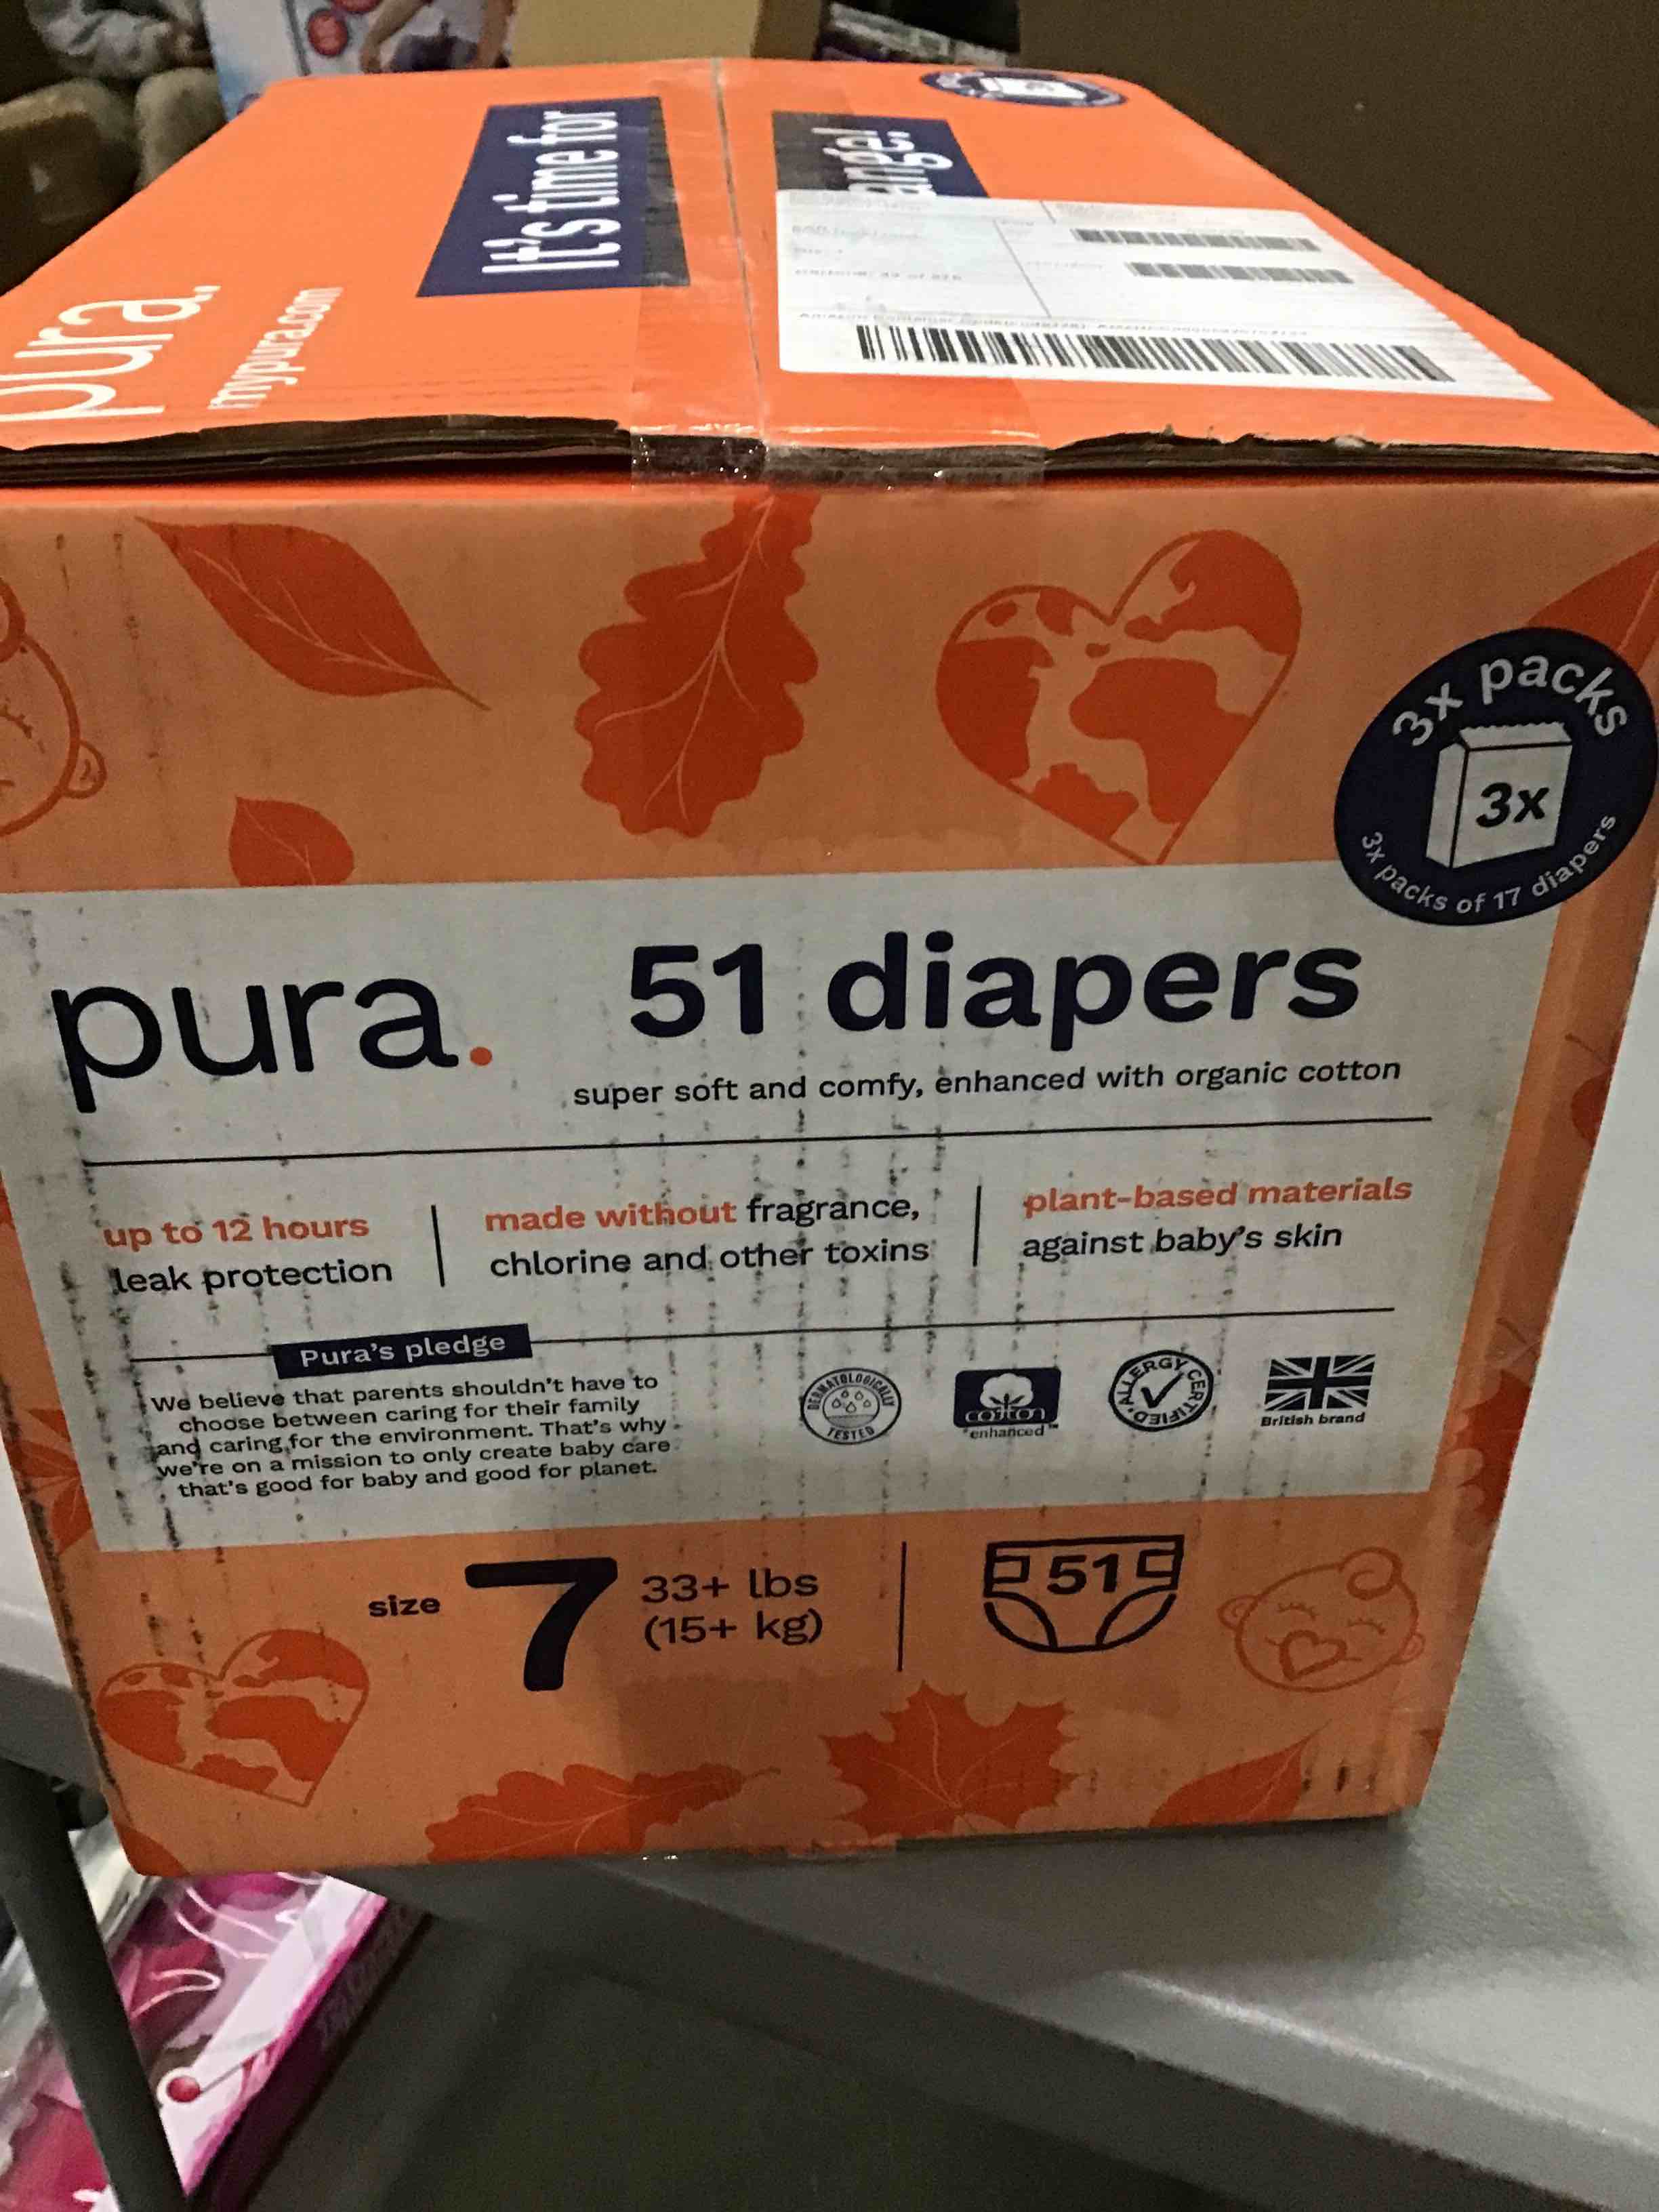 pura.
mypura.com
It's time for
ange!
3x packs
3x
3x packs of 17 diapers
pura.
51 diapers
super soft and comfy, enhanced with organic cotton
up to 12 hours
leak protection
made without fragrance,
chlorine and other toxins
plant-based materials
against baby's skin
Pura's pledge
We believe that parents shouldn't have to
choose between caring for their family
and caring for the environment. That's why
we're on a mission to only create baby care
that's good for baby and good for planet.
DERMATOLOGICALLY
TESTED
cotton
enhanced™
ALLERGY CERTIFIED
British brand
size
7
33+ lbs
(15+ kg)
51